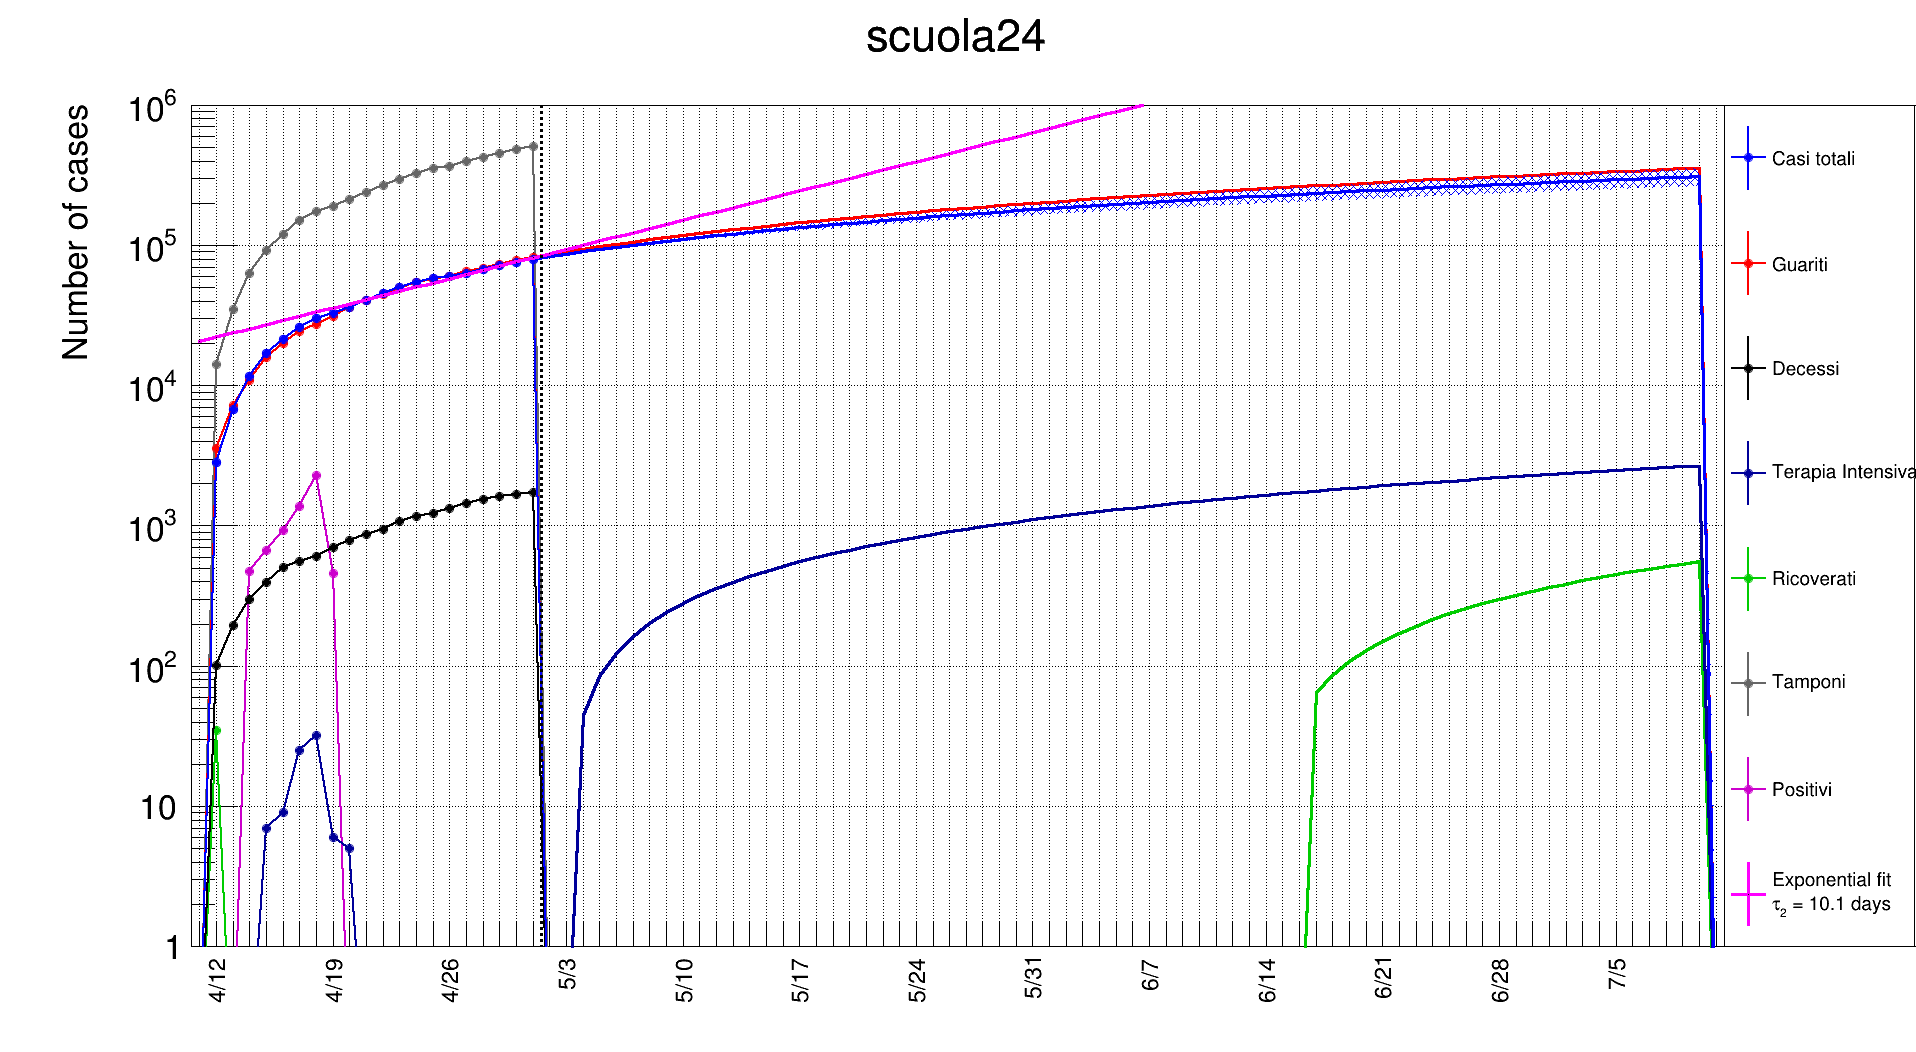 scuola24
Number of cases
10^6
10^5
10^4
10^3
10^2
10
1
4/12
4/19
4/26
5/3
5/10
5/17
5/24
5/31
6/7
6/14
6/21
6/28
7/5
Casi totali
Guariti
Decessi
Terapia Intensiva
Ricoverati
Tamponi
Positivi
Exponential fit
τ₂ = 10.1 days